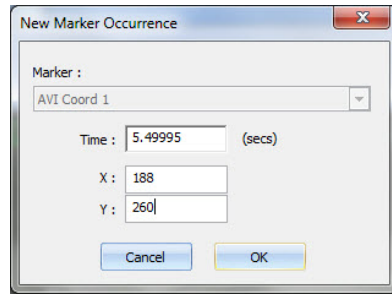 New Marker Occurrence
Marker :
AVI Coord 1
Time : 5.49995 (secs)
X : 188
Y : 260
Cancel OK